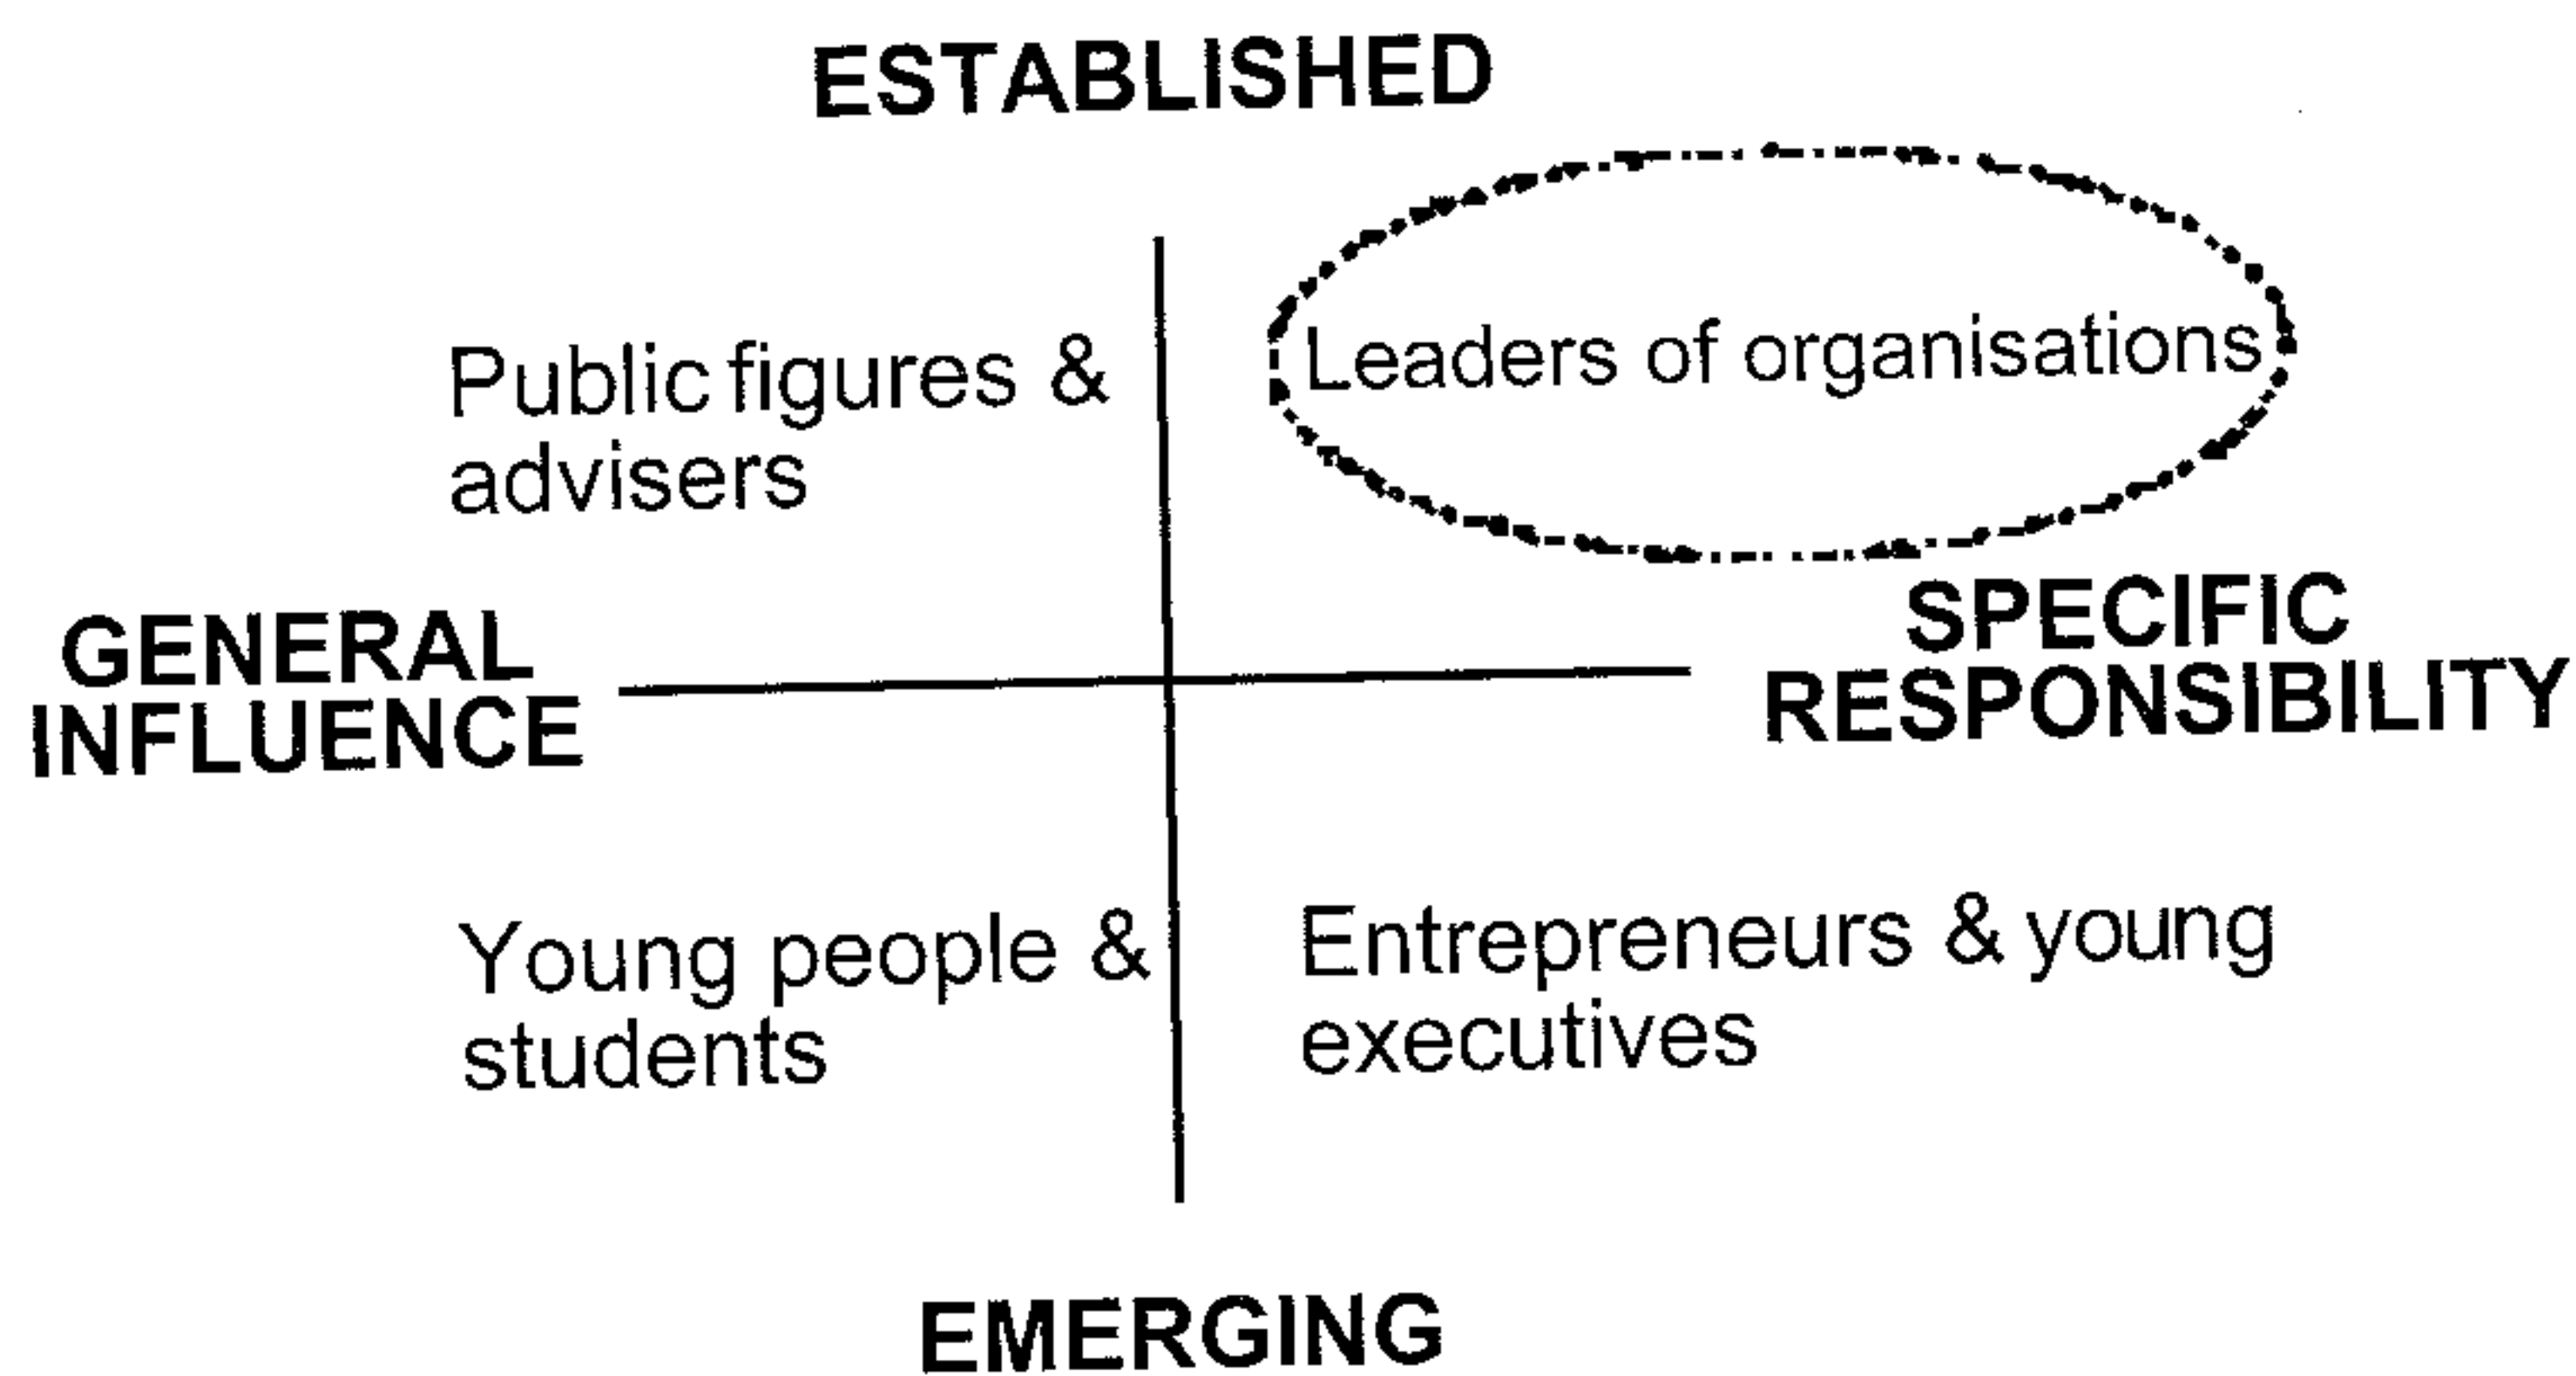 ESTABLISHED
Public figures &
advisers
Leaders of organisations
GENERAL
INFLUENCE
SPECIFIC
RESPONSIBILITY
Young people &
students
Entrepreneurs & young
executives
EMERGING